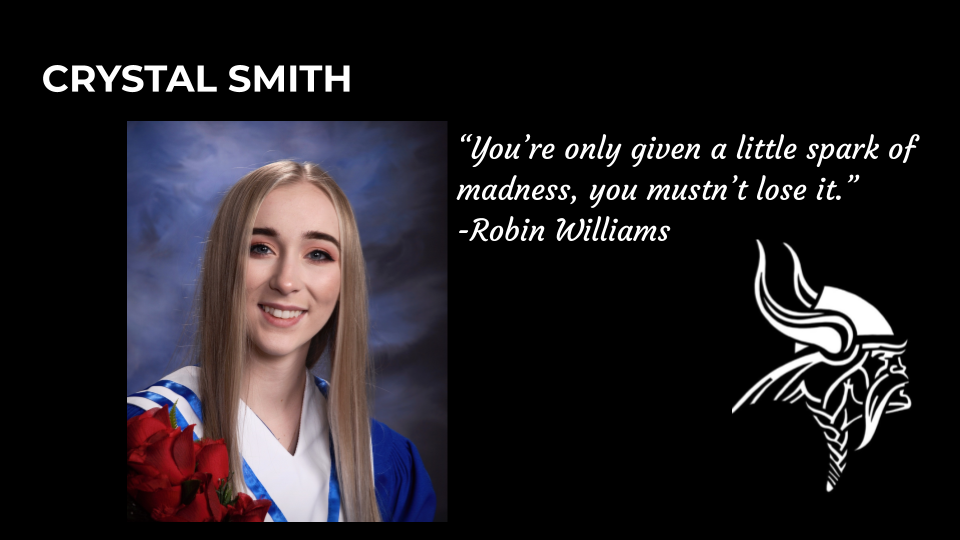 CRYSTAL SMITH
“You’re only given a little spark of
madness, you mustn’t lose it.”
-Robin Williams